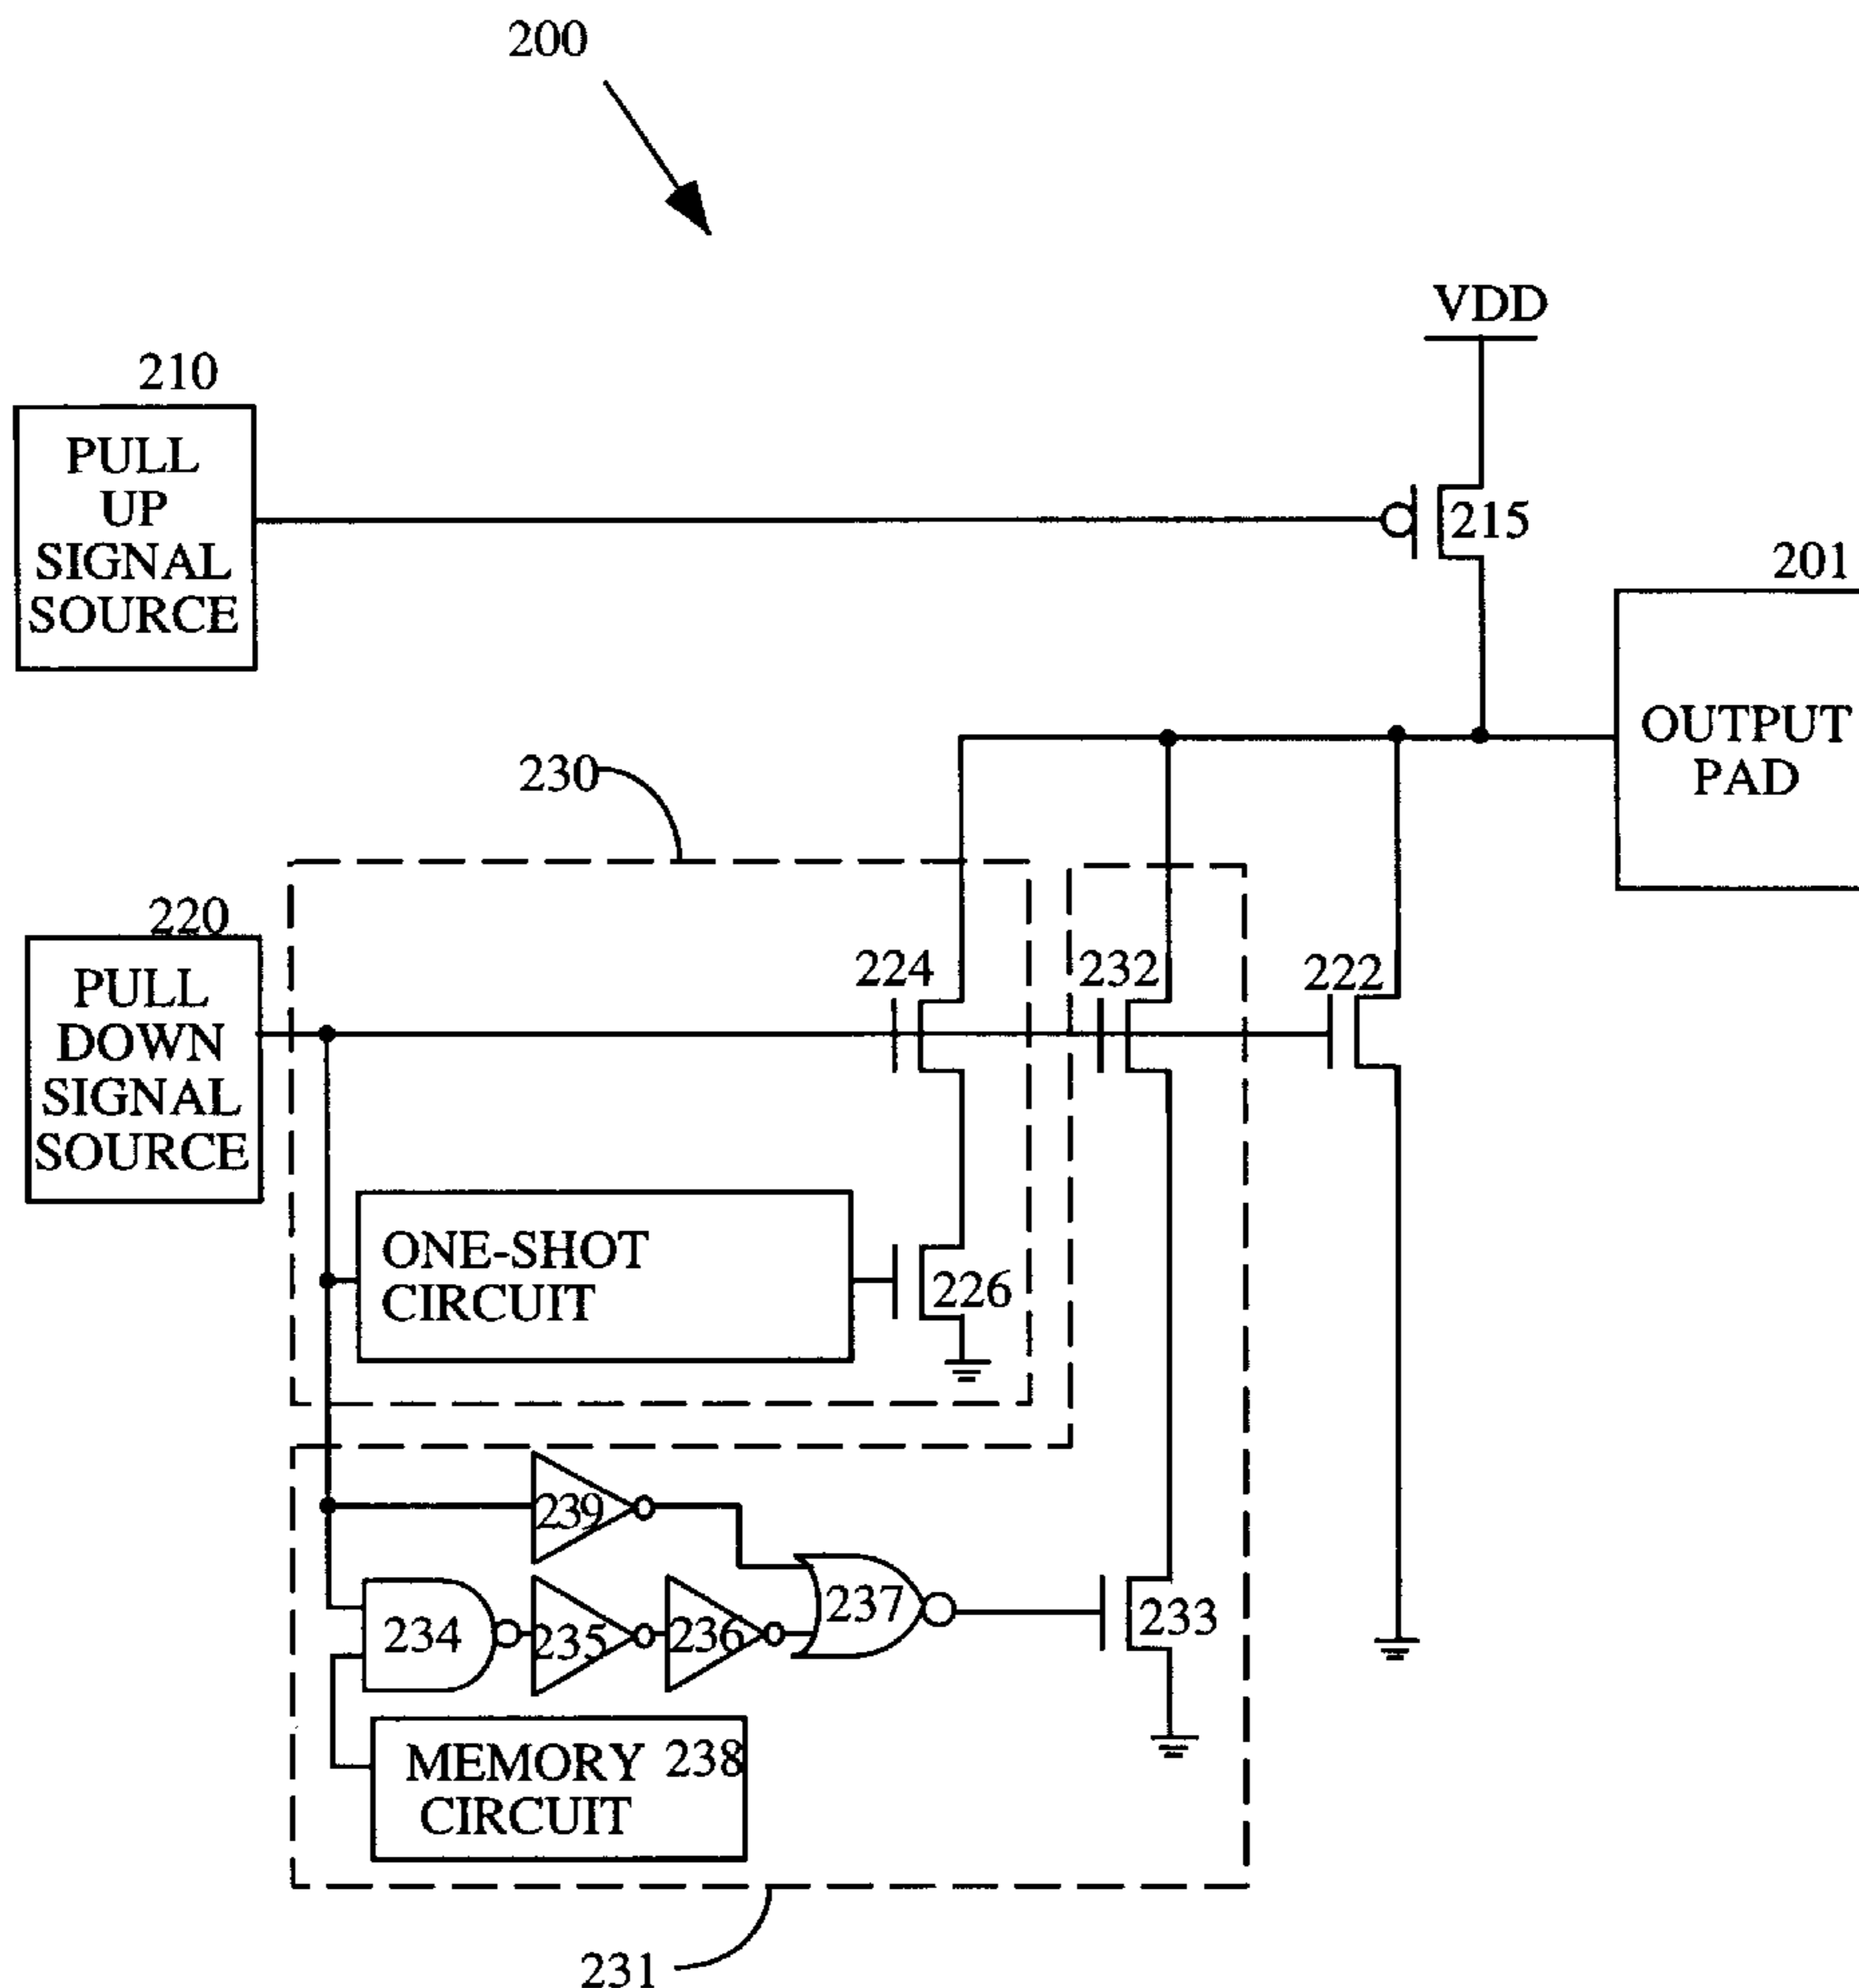 200
VDD
210
PULL
UP
SIGNAL
SOURCE
215
201
OUTPUT
PAD
230
220
PULL
DOWN
SIGNAL
SOURCE
224
232
222
ONE-SHOT
CIRCUIT
226
239
234
235
236
237
233
MEMORY 238
CIRCUIT
231